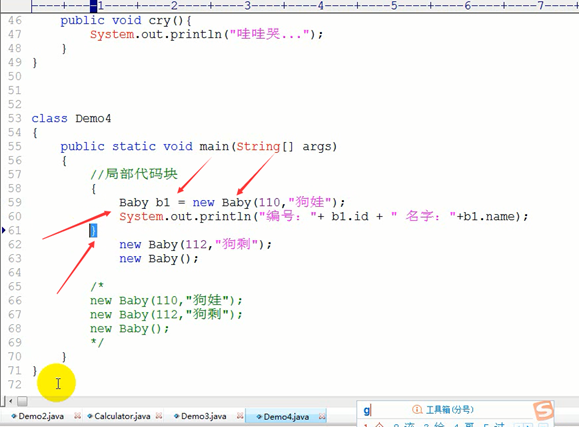 ----+----1----+----2----+----3----+----4----+----5----+----6----+----7--
46 public void cry(){
47 System.out.println("哇哇哭...");
48 }
49 }
50
51
52
53 class Demo4
54 {
55 public static void main(String[] args)
56 {
57 //局部代码块
58 {
59 Baby b1 = new Baby(110,"狗娃");
60 System.out.println("编号："+ b1.id + " 名字："+b1.name);
61 }
62 new Baby(112,"狗剩");
63 new Baby();
64
65 /*
66 new Baby(110,"狗娃");
67 new Baby(112,"狗剩");
68 new Baby();
69 */
70 }
71 }
72
Demo2.java Calculator.java Demo3.java Demo4.java
g 工具箱(分号)